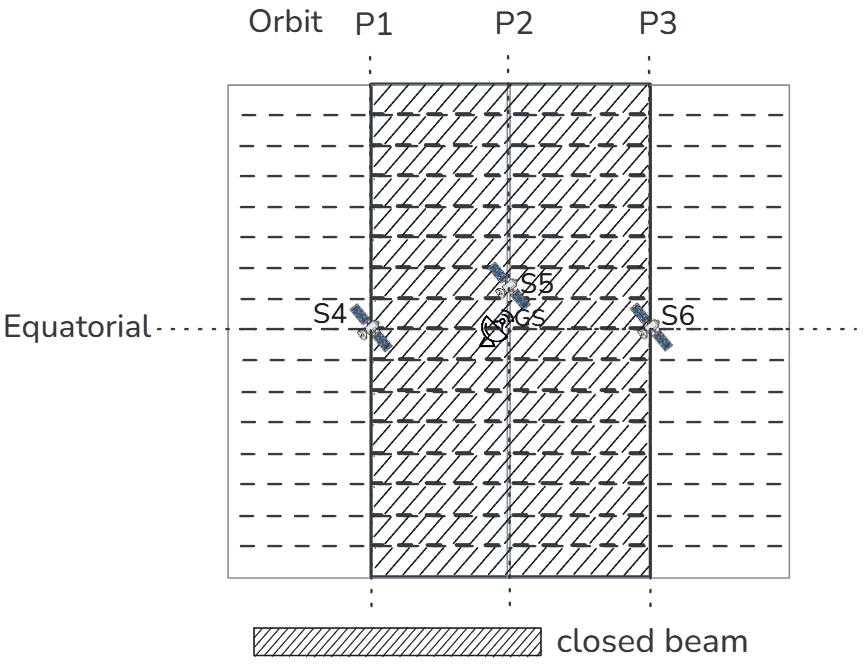 Orbit P1 P2 P3
S5
S4 GS S6
Equatorial
closed beam